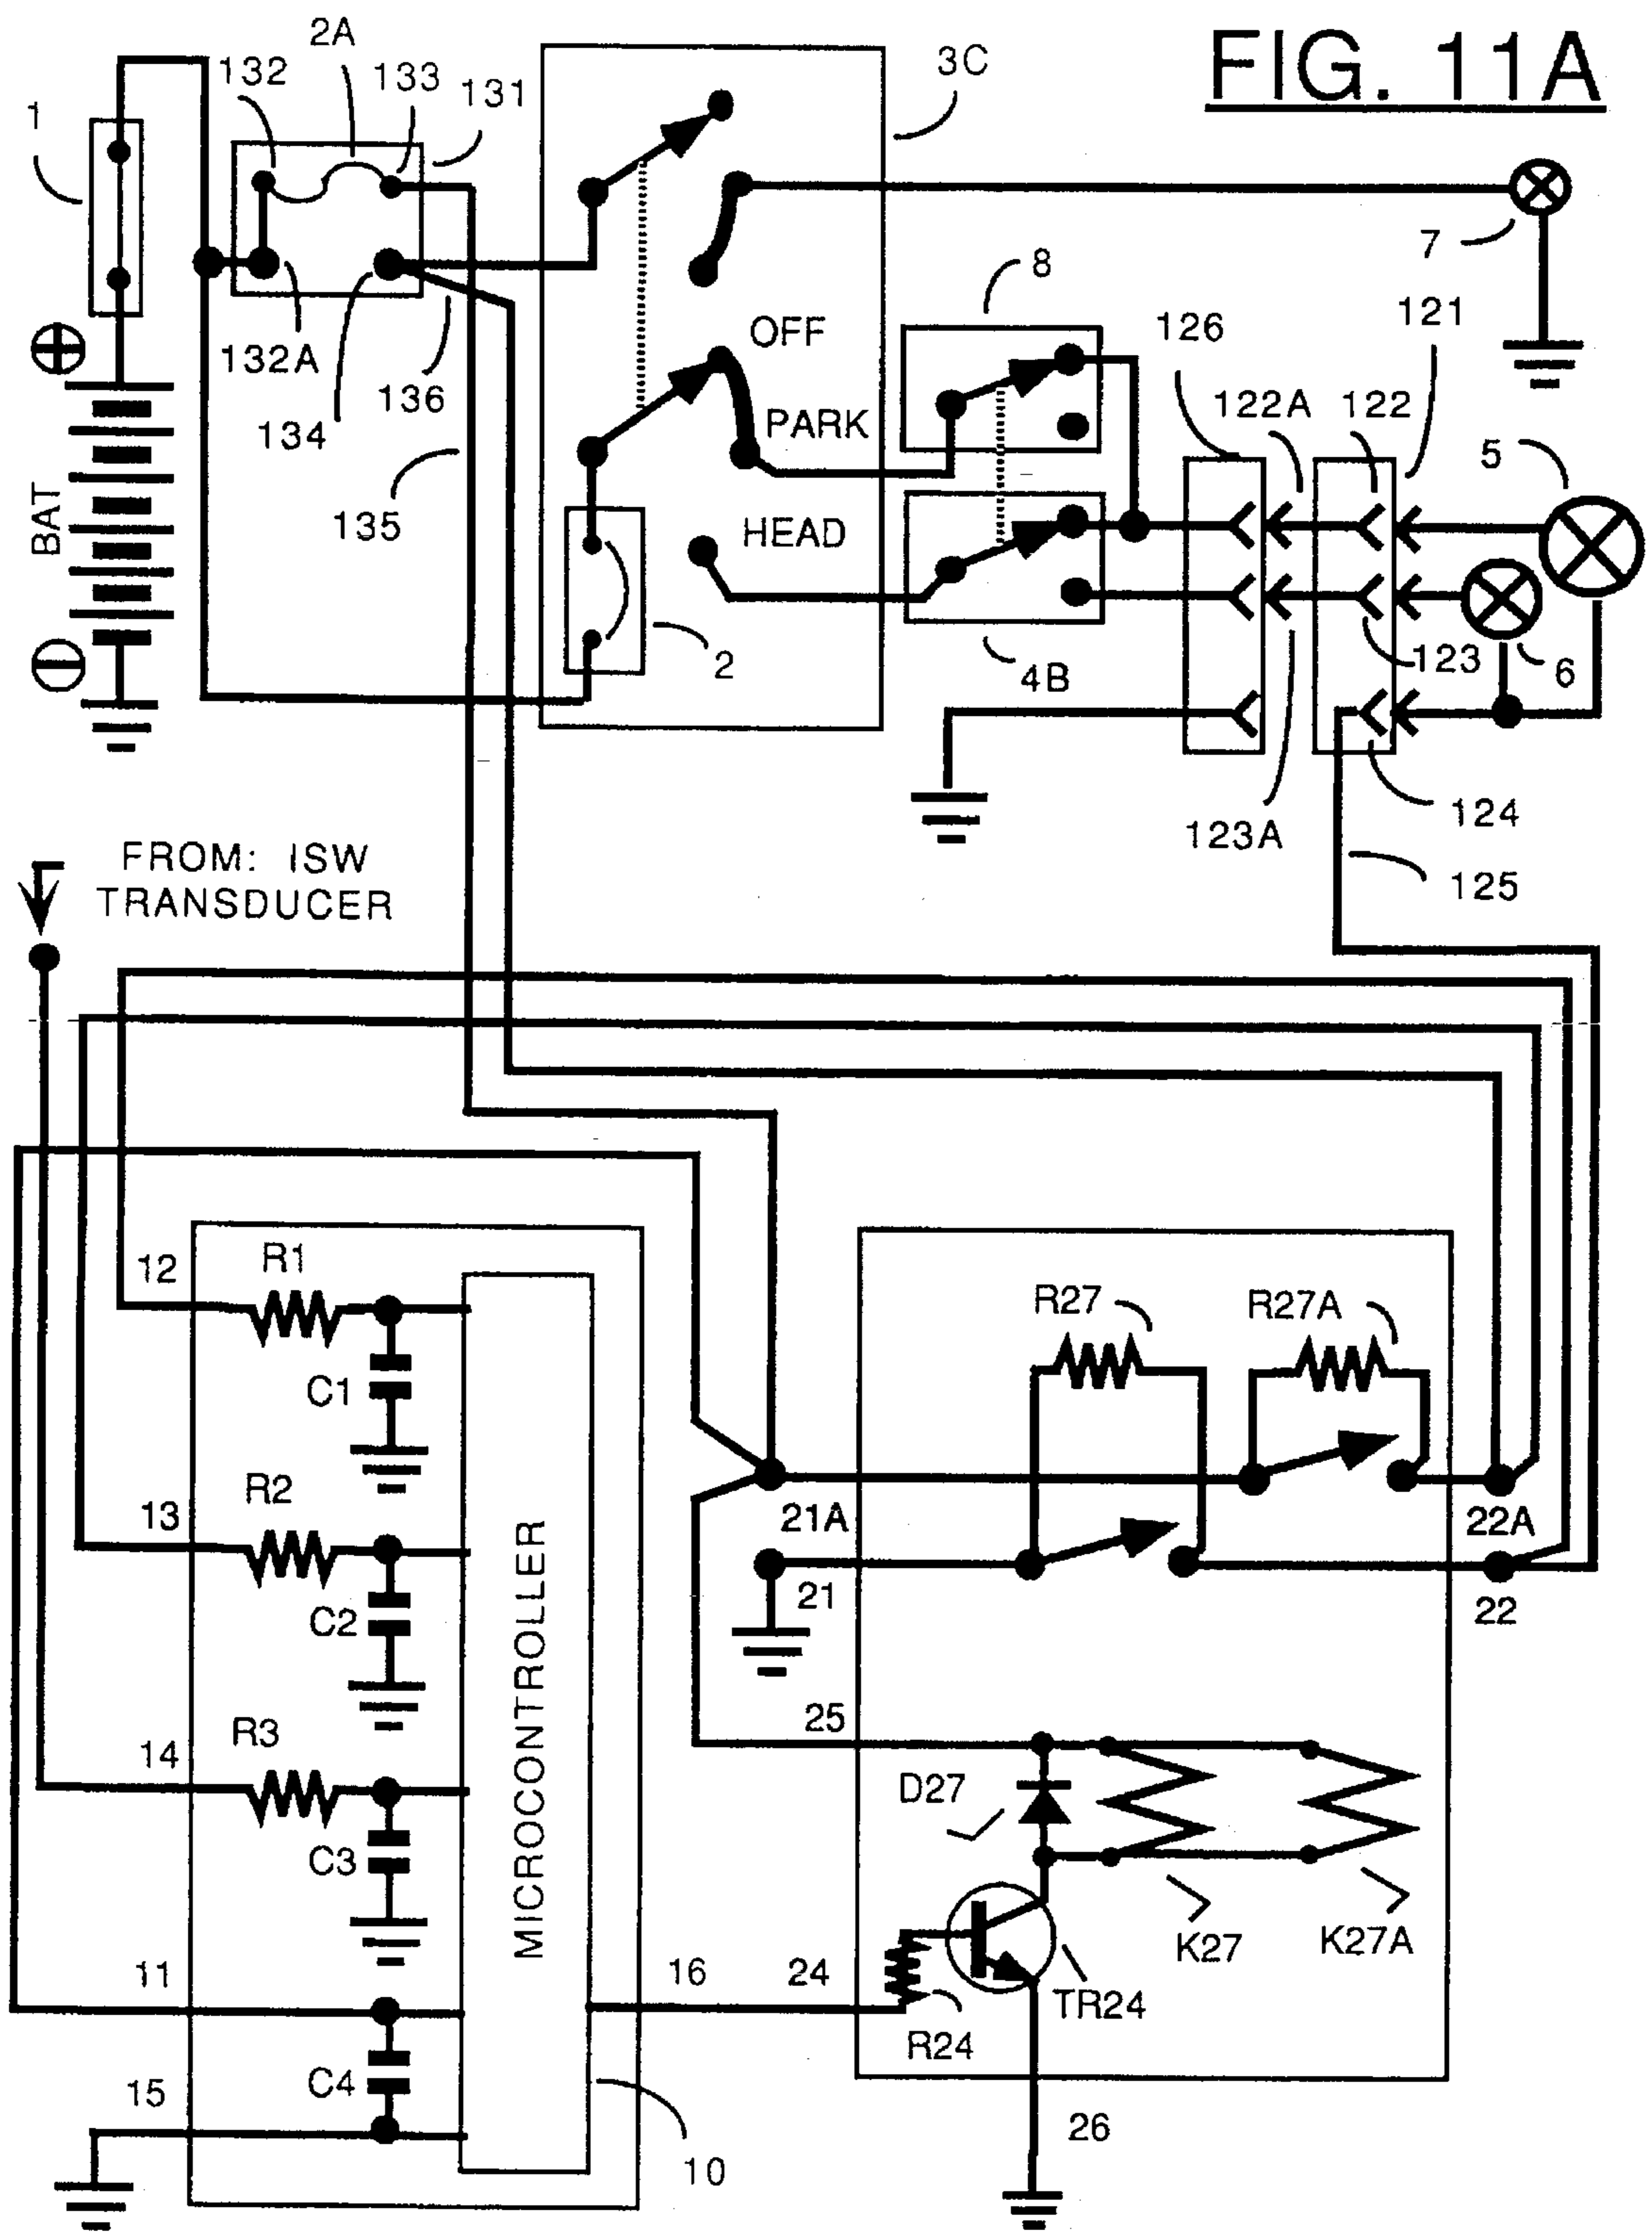 FIG. 11A
2A
132
133
131
3C
1
7
8
OFF
126
121
132A
136
134
PARK
122A
122
5
BAT
135
HEAD
2
4B
123
6
123A
124
125
FROM: ISW
TRANSDUCER
12
R1
C1
R27
R27A
13
R2
C2
21A
22A
21
22
MICROCONTROLLER
14
R3
C3
25
D27
K27
K27A
11
16
24
TR24
R24
C4
15
26
10